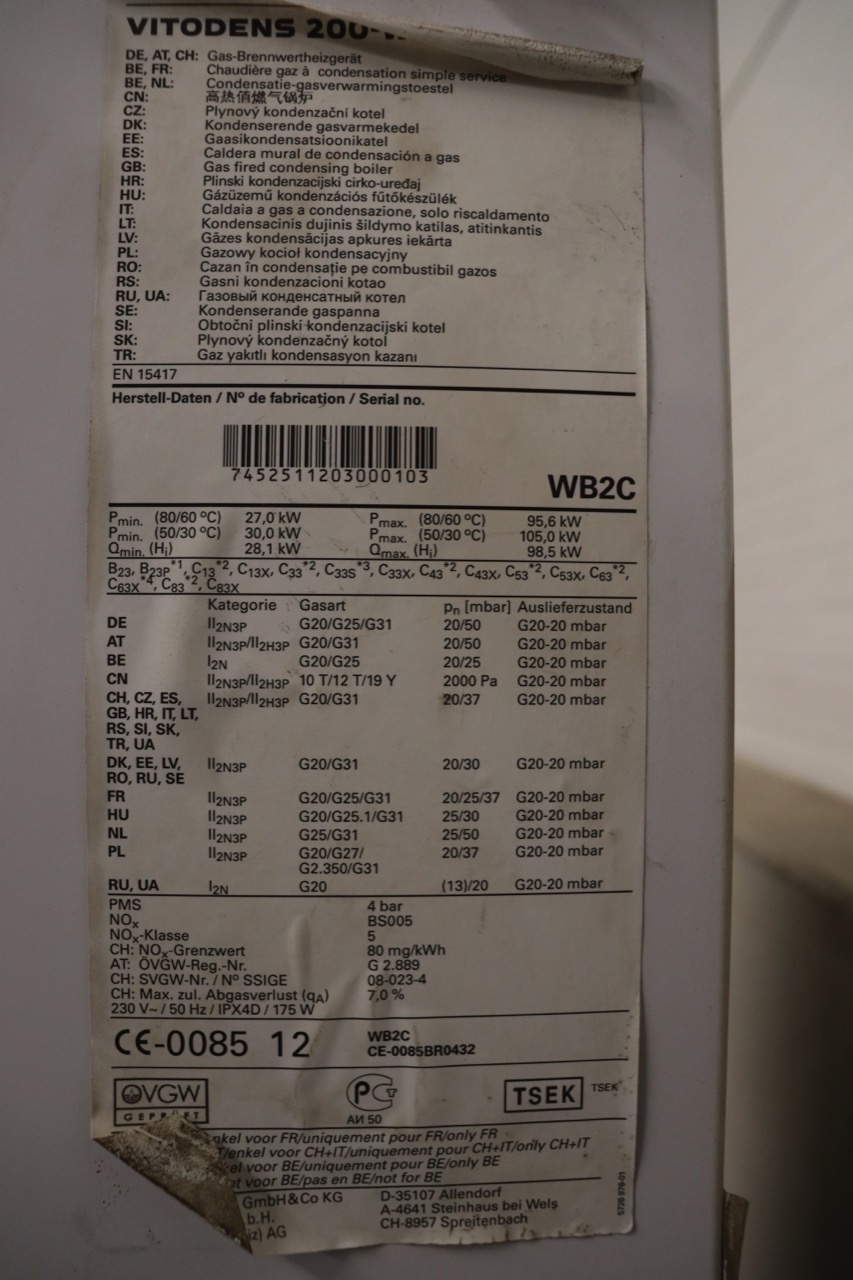 VITODENS 200-W
DE, AT, CH: Gas-Brennwertheizgerät
BE, FR: Chaudière gaz à condensation simple service
BE, NL: Condensatie-gasverwarmingstoestel
CN: 高热值燃气锅炉
CZ: Plynový kondenzační kotel
DK: Kondenserende gasvarmekedel
EE: Gaasikondensatsioonikatel
ES: Caldera mural de condensación a gas
GB: Gas fired condensing boiler
HR: Plinski kondenzacijski cirko-uređaj
HU: Gázüzemű kondenzációs fűtőkészülék
IT: Caldaia a gas a condensazione, solo riscaldamento
LT: Kondensacinis dujinis šildymo katilas, atitinkantis
LV: Gāzes kondensācijas apkures iekārta
PL: Gazowy kocioł kondensacyjny
RO: Cazan în condensaţie pe combustibil gazos
RS: Gasni kondenzacioni kotao
RU, UA: Газовый конденсатный котел
SE: Kondenserande gaspanna
SI: Obtočni plinski kondenzacijski kotel
SK: Plynový kondenzačný kotol
TR: Gaz yakıtlı kondensasyon kazanı
EN 15417
Herstell-Daten / Nº de fabrication / Serial no.
7452511203000103
WB2C
Pmin. (80/60 ºC) 27,0 kW Pmax. (80/60 ºC) 95,6 kW
Pmin. (50/30 ºC) 30,0 kW Pmax. (50/30 ºC) 105,0 kW
Qmin. (Hi) 28,1 kW Qmax. (Hi) 98,5 kW
B23, B23P*1, C13*2, C13X, C33*2, C33S*3, C33X, C43*2, C43X, C53*2, C53X, C63*2,
C63X*4, C83*2, C83X
Kategorie Gasart pn [mbar] Auslieferzustand
DE II2N3P G20/G25/G31 20/50 G20-20 mbar
AT II2N3P/II2H3P G20/G31 20/50 G20-20 mbar
BE I2N G20/G25 20/25 G20-20 mbar
CN II2N3P/II2H3P 10 T/12 T/19 Y 2000 Pa G20-20 mbar
CH, CZ, ES, II2N3P/II2H3P G20/G31 20/37 G20-20 mbar
GB, HR, IT, LT,
RS, SI, SK,
TR, UA
DK, EE, LV, II2N3P G20/G31 20/30 G20-20 mbar
RO, RU, SE
FR II2N3P G20/G25/G31 20/25/37 G20-20 mbar
HU II2N3P G20/G25.1/G31 25/30 G20-20 mbar
NL II2N3P G25/G31 25/50 G20-20 mbar
PL II2N3P G20/G27/ 20/37 G20-20 mbar
G2.350/G31
RU, UA I2N G20 (13)/20 G20-20 mbar
PMS 4 bar
NOx BS005
NOx-Klasse 5
CH: NOx-Grenzwert 80 mg/kWh
AT: ÖVGW-Reg.-Nr. G 2.889
CH: SVGW-Nr. / Nº SSIGE 08-023-4
CH: Max. zul. Abgasverlust (qA) 7,0 %
230 V~ / 50 Hz / IPX4D / 175 W
CE-0085 12
WB2C
CE-0085BR0432
ÖVGW
GEPRÜFT
АИ 50
TSEK TSEK
nkel voor FR/uniquement pour FR/only FR
/enkel voor CH+IT/uniquement pour CH+IT/only CH+IT
el voor BE/uniquement pour BE/only BE
t voor BE/pas en BE/not for BE
GmbH&Co KG D-35107 Allendorf
b.H. A-4641 Steinhaus bei Wels
iz) AG CH-8957 Spreitenbach